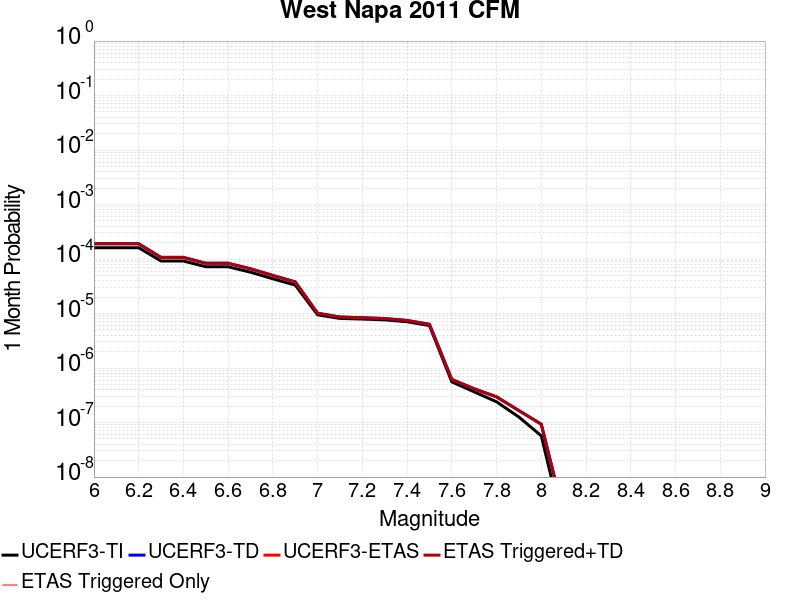 West Napa 2011 CFM
10^0
10^-1
10^-2
10^-3
10^-4
10^-5
10^-6
10^-7
10^-8
1 Month Probability
6 6.2 6.4 6.6 6.8 7 7.2 7.4 7.6 7.8 8 8.2 8.4 8.6 8.8 9
Magnitude
UCERF3-TI UCERF3-TD UCERF3-ETAS ETAS Triggered+TD
ETAS Triggered Only